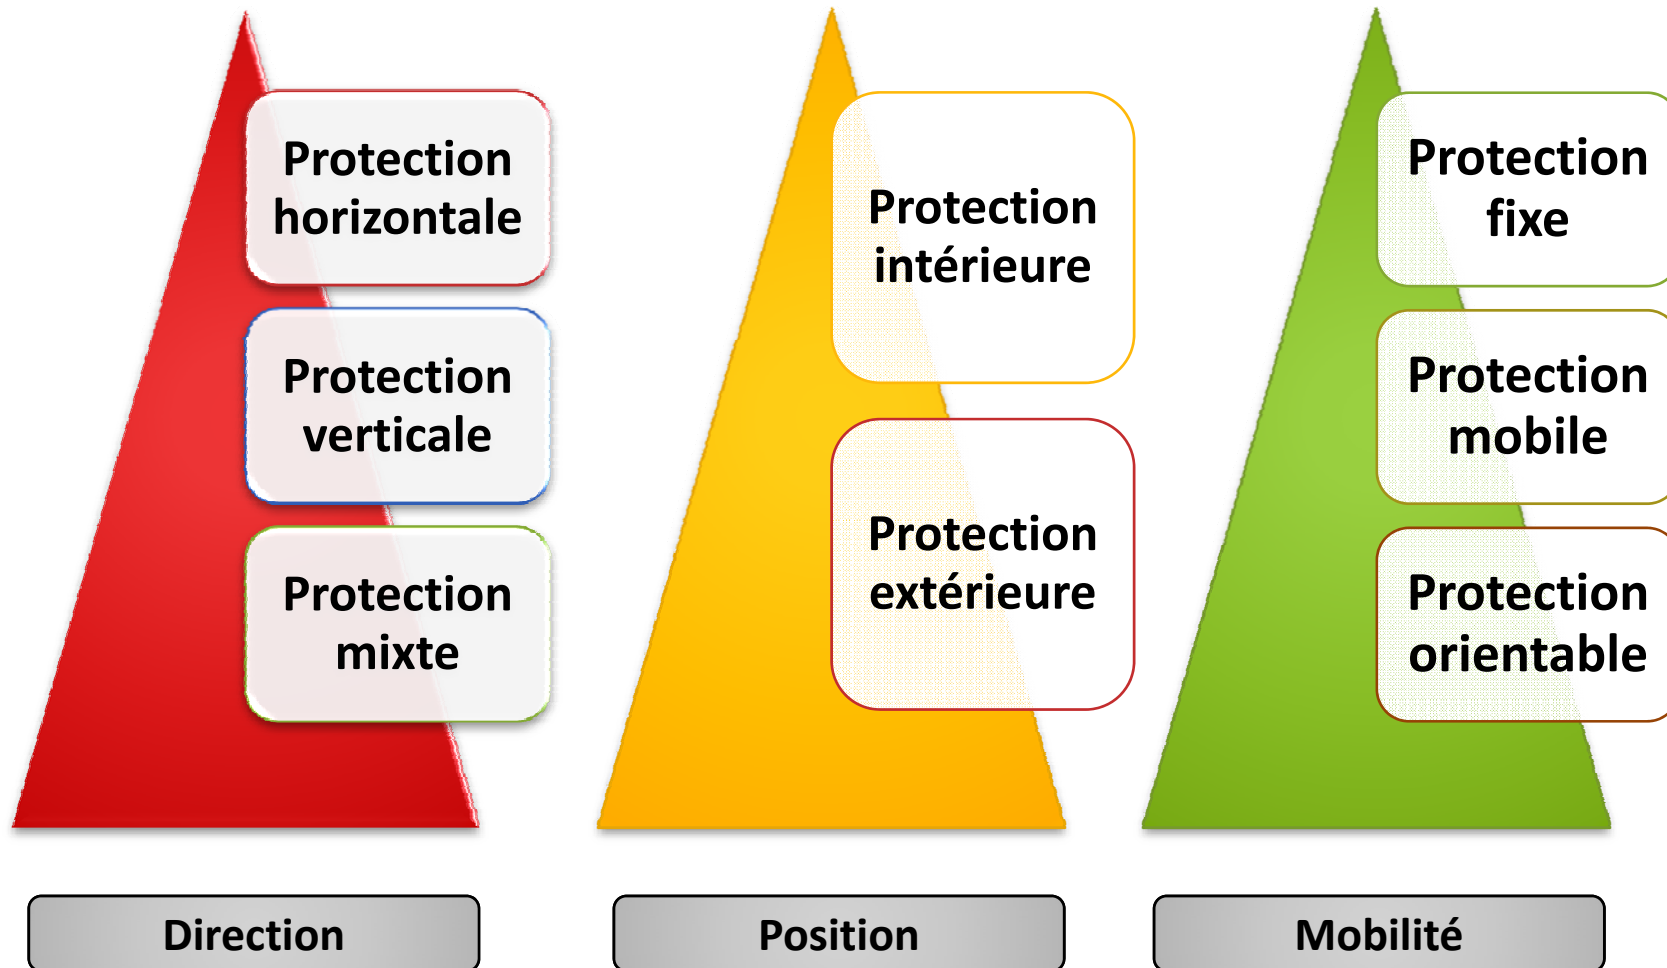 Protection
horizontale
Protection
verticale
Protection
mixte
Direction
Protection
intérieure
Protection
extérieure
Position
Protection
fixe
Protection
mobile
Protection
orientable
Mobilité